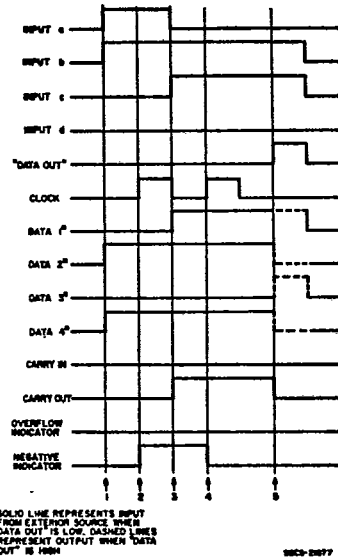 INPUT a
INPUT b
INPUT c
INPUT d
"DATA OUT"
CLOCK
DATA 1*
DATA 2*
DATA 3*
DATA 4*
CARRY IN
CARRY OUT
OVERFLOW
INDICATOR
NEGATIVE
INDICATOR
1 2 3 4 5
SOLID LINE REPRESENTS INPUT
FROM EXTERIOR SOURCE WHEN
DATA OUT" IS LOW. DASHED LINES
REPRESENT OUTPUT WHEN "DATA
OUT" IS HIGH